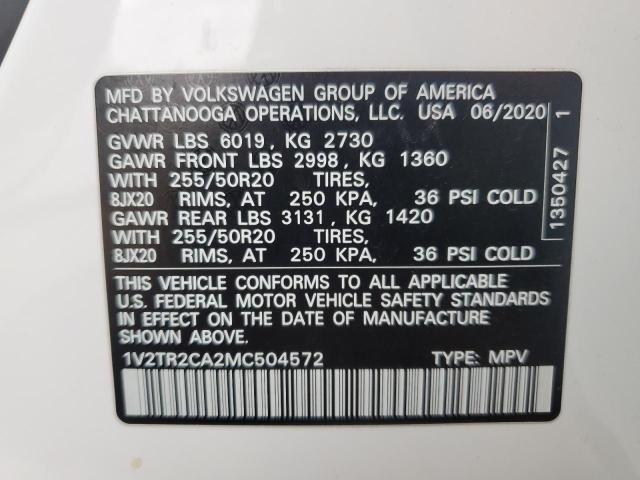 MFD BY VOLKSWAGEN GROUP OF AMERICA
CHATTANOOGA OPERATIONS, LLC. USA 06/2020
GVWR LBS 6019, KG 2730
GAWR FRONT LBS 2998, KG 1360
WITH 255/50R20 TIRES,
8JX20 RIMS, AT 250 KPA, 36 PSI COLD
GAWR REAR LBS 3131, KG 1420
WITH 255/50R20 TIRES,
8JX20 RIMS, AT 250 KPA, 36 PSI COLD
THIS VEHICLE CONFORMS TO ALL APPLICABLE
U.S. FEDERAL MOTOR VEHICLE SAFETY STANDARDS
IN EFFECT ON THE DATE OF MANUFACTURE
SHOWN ABOVE.
1V2TR2CA2MC504572 TYPE: MPV
1350427 1